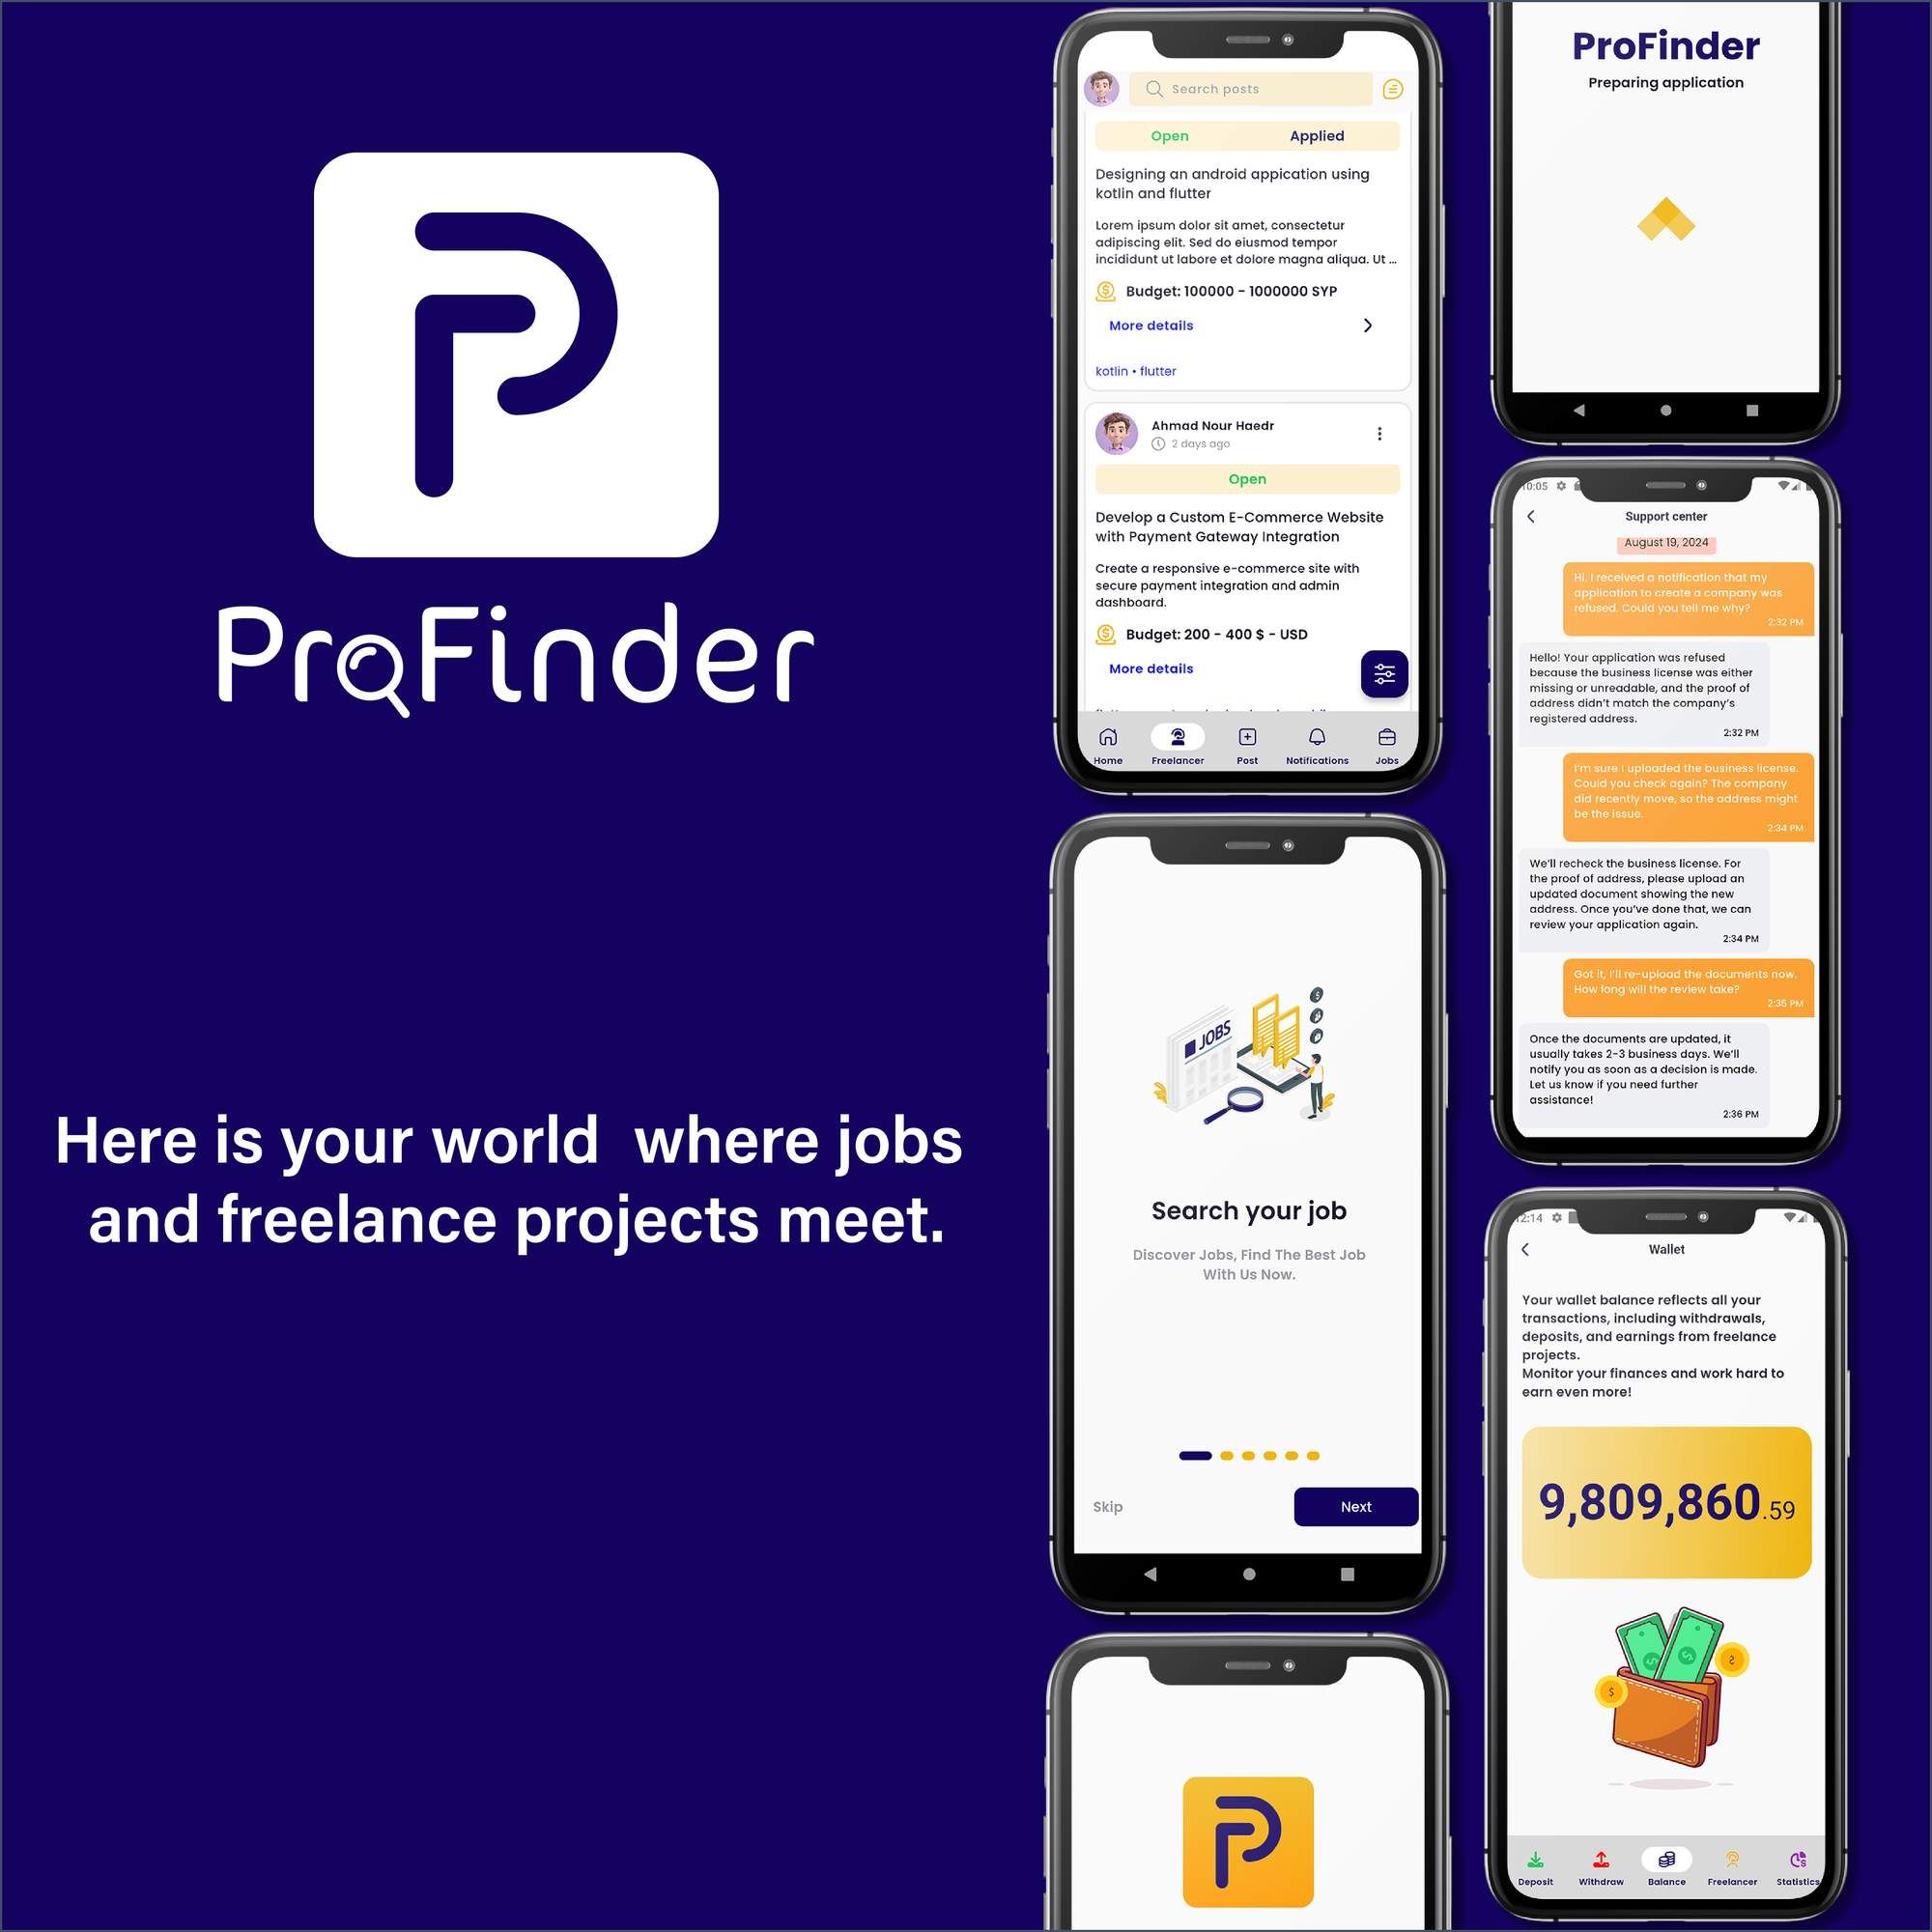 ProFinder
Here is your world  where jobs
and freelance projects meet.
Search posts
Open Applied
Designing an android appication using
kotlin and flutter
Lorem ipsum dolor sit amet, consectetur
adipiscing elit. Sed do eiusmod tempor
incididunt ut labore et dolore magna aliqua. Ut ...
Budget: 100000 - 1000000 SYP
More details
kotlin • flutter
Ahmad Nour Haedr
2 days ago
Open
Develop a Custom E-Commerce Website
with Payment Gateway Integration
Create a responsive e-commerce site with
secure payment integration and admin
dashboard.
Budget: 200 - 400 $ - USD
More details
Home Freelancer Post Notifications Jobs
JOBS
Search your job
Discover Jobs, Find The Best Job
With Us Now.
Skip Next
ProFinder
Preparing application
10:05
Support center
August 19, 2024
Hi, I received a notification that my
application to create a company was
refused. Could you tell me why?
2:32 PM
Hello! Your application was refused
because the business license was either
missing or unreadable, and the proof of
address didn't match the company's
registered address.
2:32 PM
I'm sure I uploaded the business license.
Could you check again? The company
did recently move, so the address might
be the issue.
2:34 PM
We'll recheck the business license. For
the proof of address, please upload an
updated document showing the new
address. Once you've done that, we can
review your application again.
2:34 PM
Got it, I'll re-upload the documents now.
How long will the review take?
2:35 PM
Once the documents are updated, it
usually takes 2-3 business days. We'll
notify you as soon as a decision is made.
Let us know if you need further
assistance!
2:36 PM
12:14
Wallet
Your wallet balance reflects all your
transactions, including withdrawals,
deposits, and earnings from freelance
projects.
Monitor your finances and work hard to
earn even more!
9,809,860.59
Deposit Withdraw Balance Freelancer Statistics